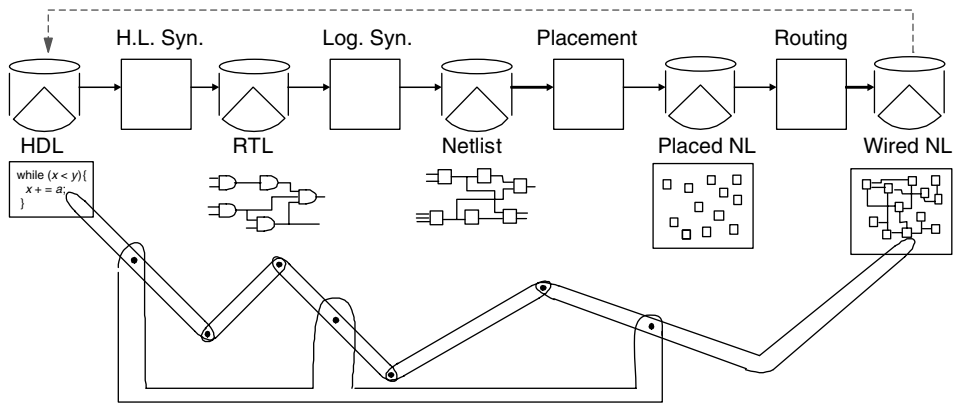 H.L. Syn.
Log. Syn.
Placement
Routing
HDL
RTL
Netlist
Placed NL
Wired NL
while (x < y){
x + = a;
}